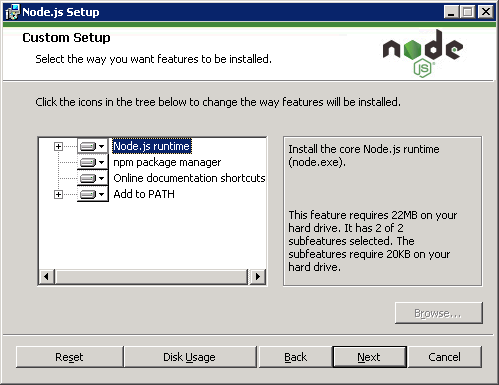 Node.js Setup
Custom Setup
Select the way you want features to be installed.
node
JS
Click the icons in the tree below to change the way features will be installed.
Node.js runtime
npm package manager
Online documentation shortcuts
Add to PATH
Install the core Node.js runtime
(node.exe).
This feature requires 22MB on your
hard drive. It has 2 of 2
subfeatures selected. The
subfeatures require 20KB on your
hard drive.
Browse...
Reset
Disk Usage
Back
Next
Cancel